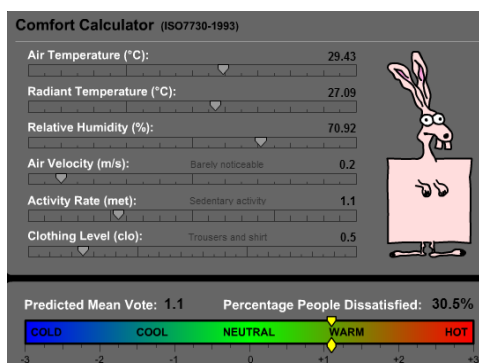 Comfort Calculator (ISO7730-1993)
Air Temperature (°C): 29.43
Radiant Temperature (°C): 27.09
Relative Humidity (%): 70.92
Air Velocity (m/s): Barely noticeable 0.2
Activity Rate (met): Sedentary activity 1.1
Clothing Level (clo): Trousers and shirt 0.5
Predicted Mean Vote: 1.1 Percentage People Dissatisfied: 30.5%
COLD COOL NEUTRAL WARM HOT
-3 -2 -1 0 +1 +2 +3